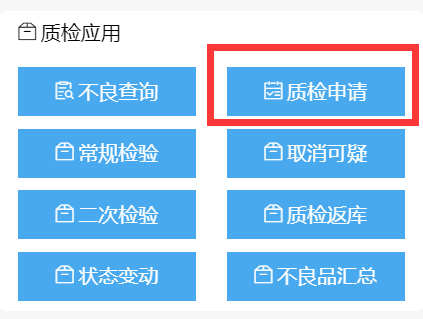 质检应用
不良查询 质检申请
常规检验 取消可疑
二次检验 质检返库
状态变动 不良品汇总